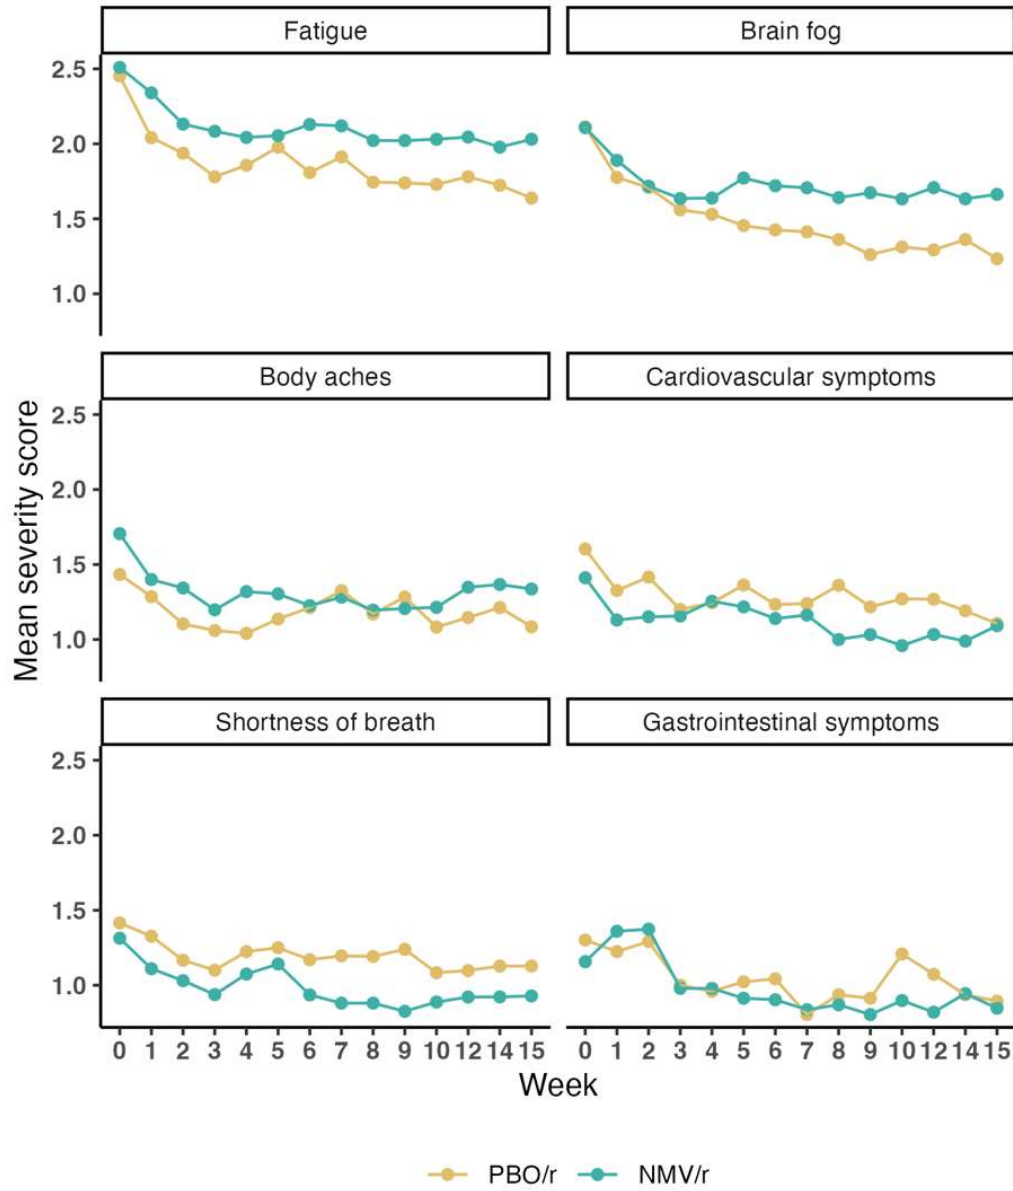 Fatigue
Brain fog
2.5
2.0
1.5
1.0
Body aches
Cardiovascular symptoms
2.5
2.0
1.5
1.0
Mean severity score
Shortness of breath
Gastrointestinal symptoms
2.5
2.0
1.5
1.0
0 1 2 3 4 5 6 7 8 9 10 12 14 15
0 1 2 3 4 5 6 7 8 9 10 12 14 15
Week
PBO/r NMV/r